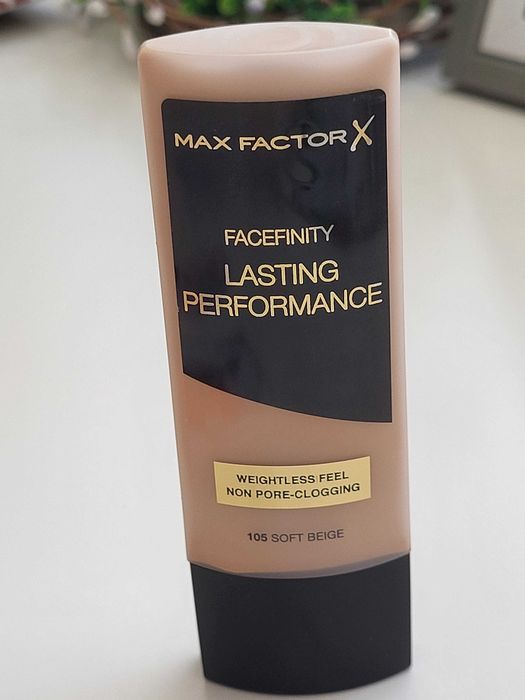 MAX FACTOR X
FACEFINITY
LASTING
PERFORMANCE
WEIGHTLESS FEEL
NON PORE-CLOGGING
105 SOFT BEIGE